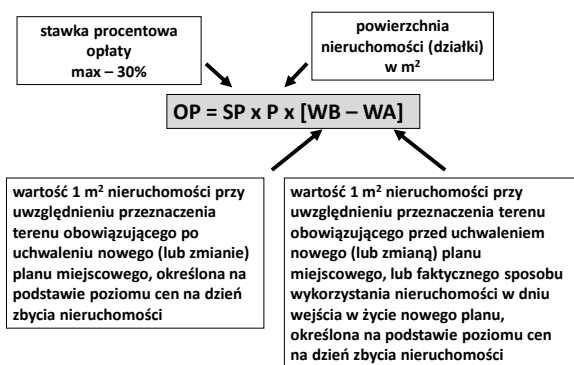 stawka procentowa
opłaty
max – 30%
powierzchnia
nieruchomości (działki)
w m²
OP = SP x P x [WB – WA]
wartość 1 m² nieruchomości przy
uwzględnieniu przeznaczenia
terenu obowiązującego po
uchwaleniu nowego (lub zmianie)
planu miejscowego, określona na
podstawie poziomu cen na dzień
zbycia nieruchomości
wartość 1 m² nieruchomości przy
uwzględnieniu przeznaczenia terenu
obowiązującego przed uchwaleniem
nowego (lub zmianą) planu
miejscowego, lub faktycznego sposobu
wykorzystania nieruchomości w dniu
wejścia w życie nowego planu,
określona na podstawie poziomu cen
na dzień zbycia nieruchomości